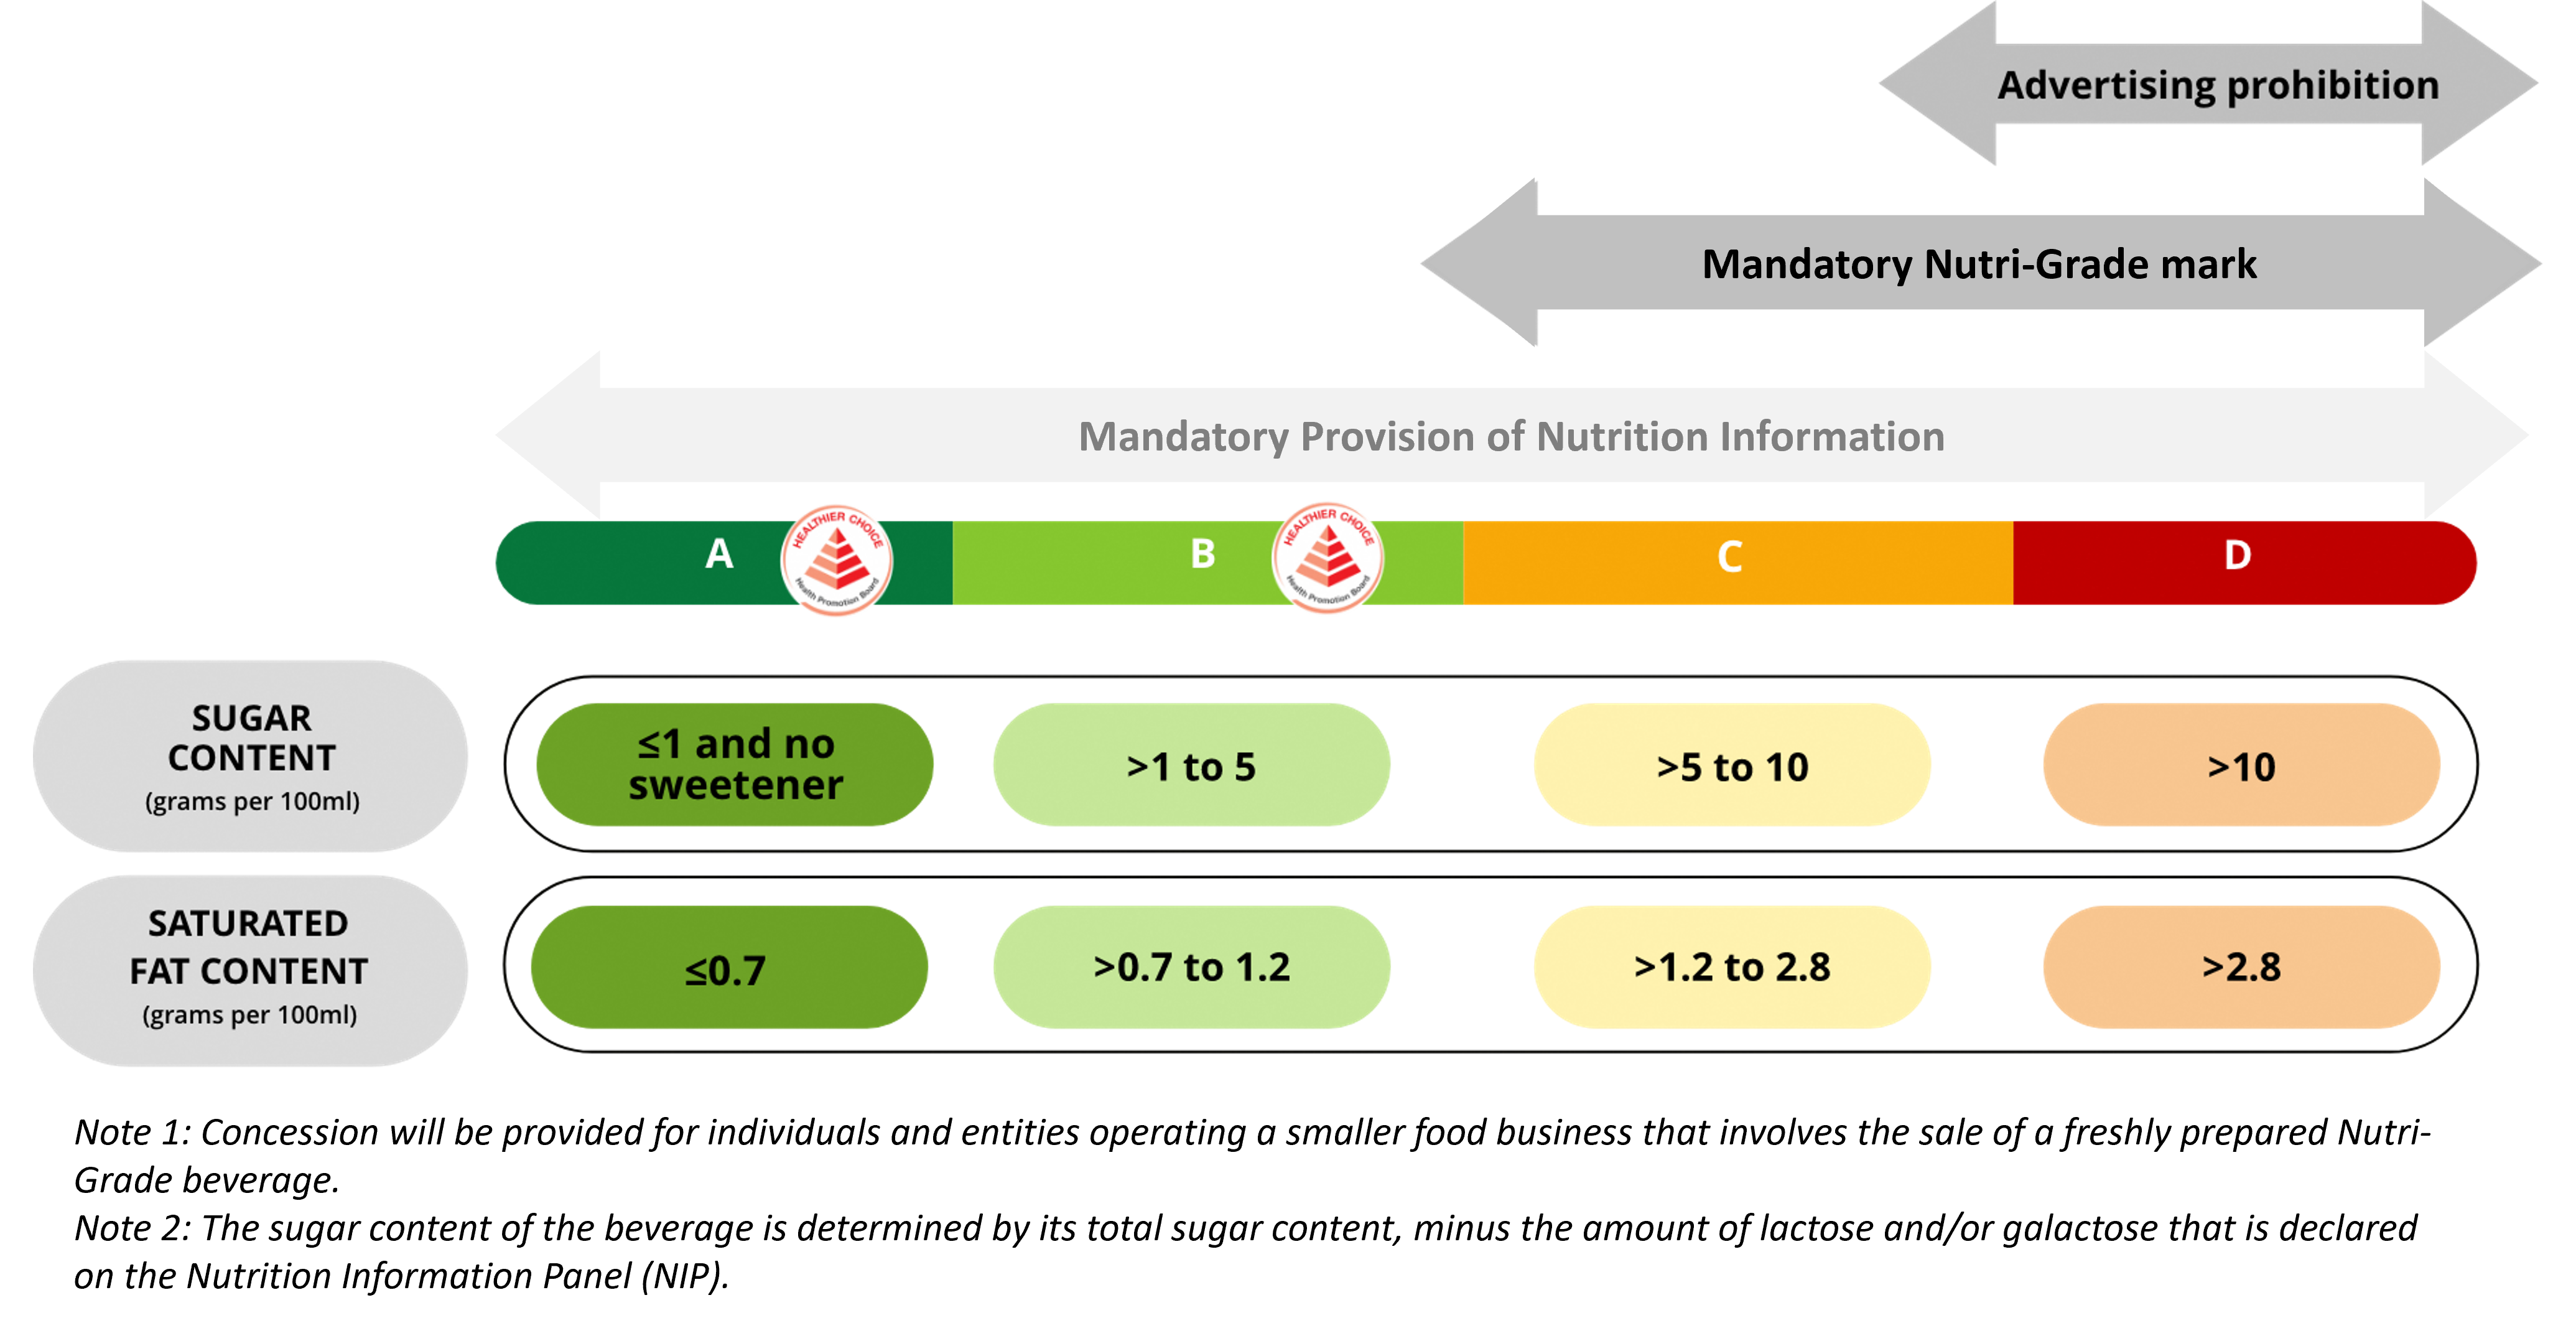 Advertising prohibition
Mandatory Nutri-Grade mark
Mandatory Provision of Nutrition Information
A
HEALTHIER CHOICE
Health Promotion Board
B
HEALTHIER CHOICE
Health Promotion Board
C
D
SUGAR
CONTENT
(grams per 100ml)
≤1 and no
sweetener
>1 to 5
>5 to 10
>10
SATURATED
FAT CONTENT
(grams per 100ml)
≤0.7
>0.7 to 1.2
>1.2 to 2.8
>2.8
Note 1: Concession will be provided for individuals and entities operating a smaller food business that involves the sale of a freshly prepared Nutri-
Grade beverage.
Note 2: The sugar content of the beverage is determined by its total sugar content, minus the amount of lactose and/or galactose that is declared
on the Nutrition Information Panel (NIP).